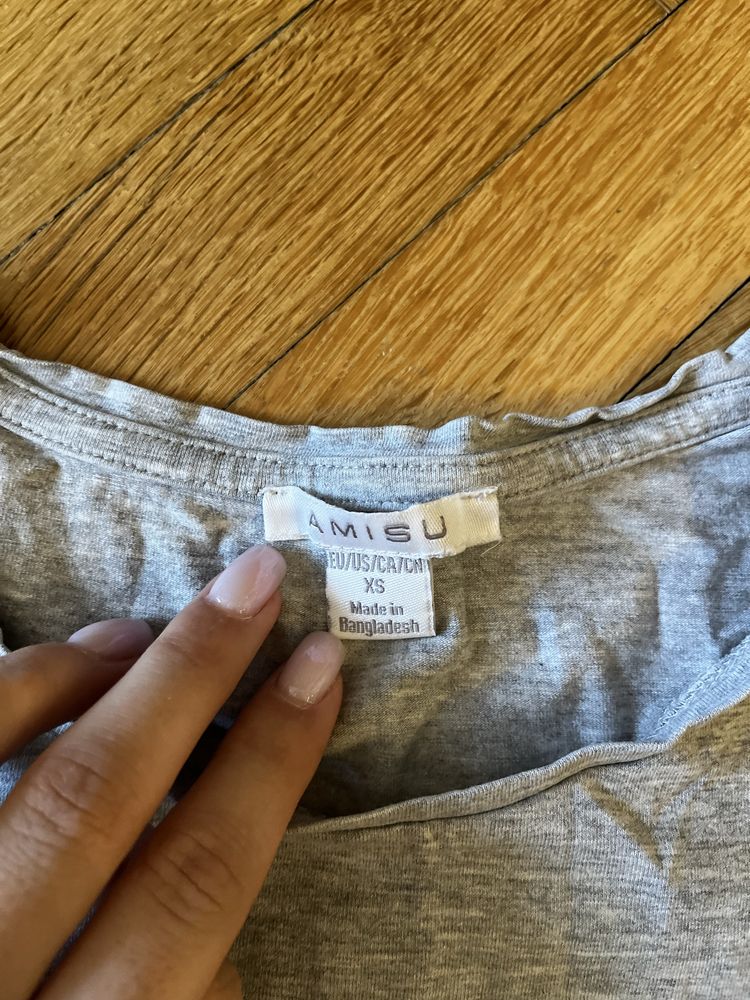 AMISU
EU/US/CA/CN
XS
Made in
Bangladesh